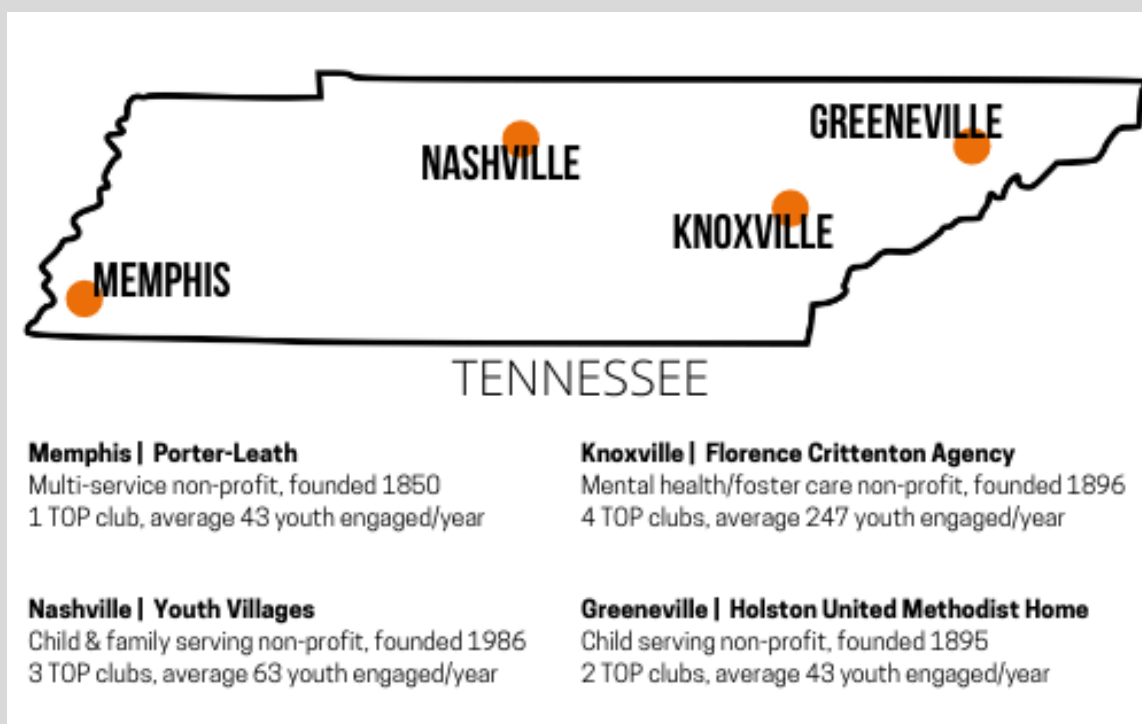 GREENEVILLE
NASHVILLE
KNOXVILLE
MEMPHIS
TENNESSEE
Memphis | Porter-Leath
Multi-service non-profit, founded 1850
1 TOP club, average 43 youth engaged/year
Knoxville | Florence Crittenton Agency
Mental health/foster care non-profit, founded 1896
4 TOP clubs, average 247 youth engaged/year
Nashville | Youth Villages
Child & family serving non-profit, founded 1986
3 TOP clubs, average 63 youth engaged/year
Greeneville | Holston United Methodist Home
Child serving non-profit, founded 1895
2 TOP clubs, average 43 youth engaged/year